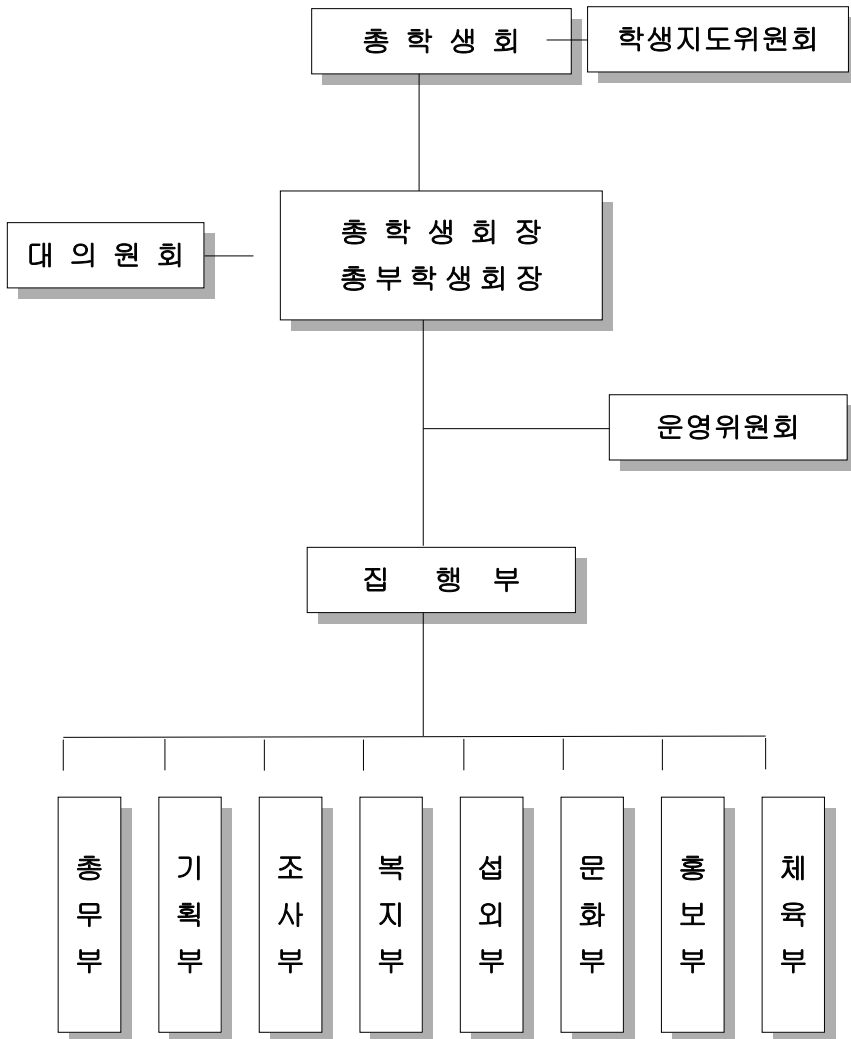 총 학 생 회
학생지도위원회
총 학 생 회 장
총부학생회장
대 의 원 회
운영위원회
집 행 부
총무부
기획부
조사부
복지부
섭외부
문화부
홍보부
체육부